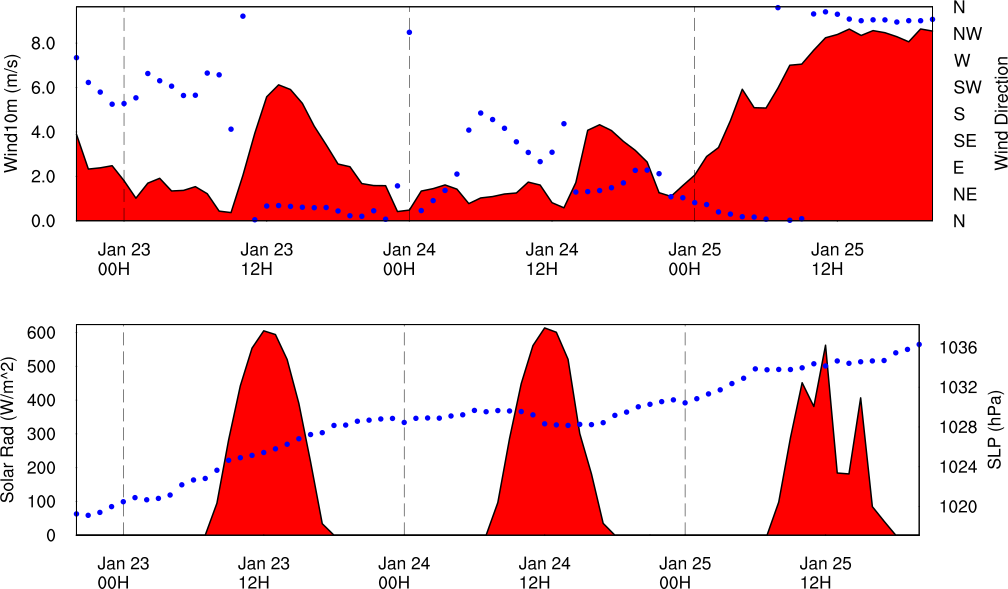 N
8.0
NW
W
6.0
SW
S
4.0
SE
E
2.0
NE
0.0
N
Wind10m (m/s)
Wind Direction
Jan 23 Jan 23 Jan 24 Jan 24 Jan 25 Jan 25
00H 12H 00H 12H 00H 12H
600
1036
500
1032
400
1028
300
200
1024
100
1020
0
Solar Rad (W/m^2)
SLP (hPa)
Jan 23 Jan 23 Jan 24 Jan 24 Jan 25 Jan 25
00H 12H 00H 12H 00H 12H